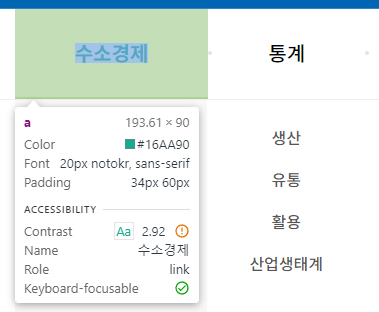 수소경제
통계
a 193.61 × 90
Color #16AA90
Font 20px notokr, sans-serif
Padding 34px 60px
ACCESSIBILITY
Contrast Aa 2.92
Name 수소경제
Role link
Keyboard-focusable
생산
유통
활용
산업생태계